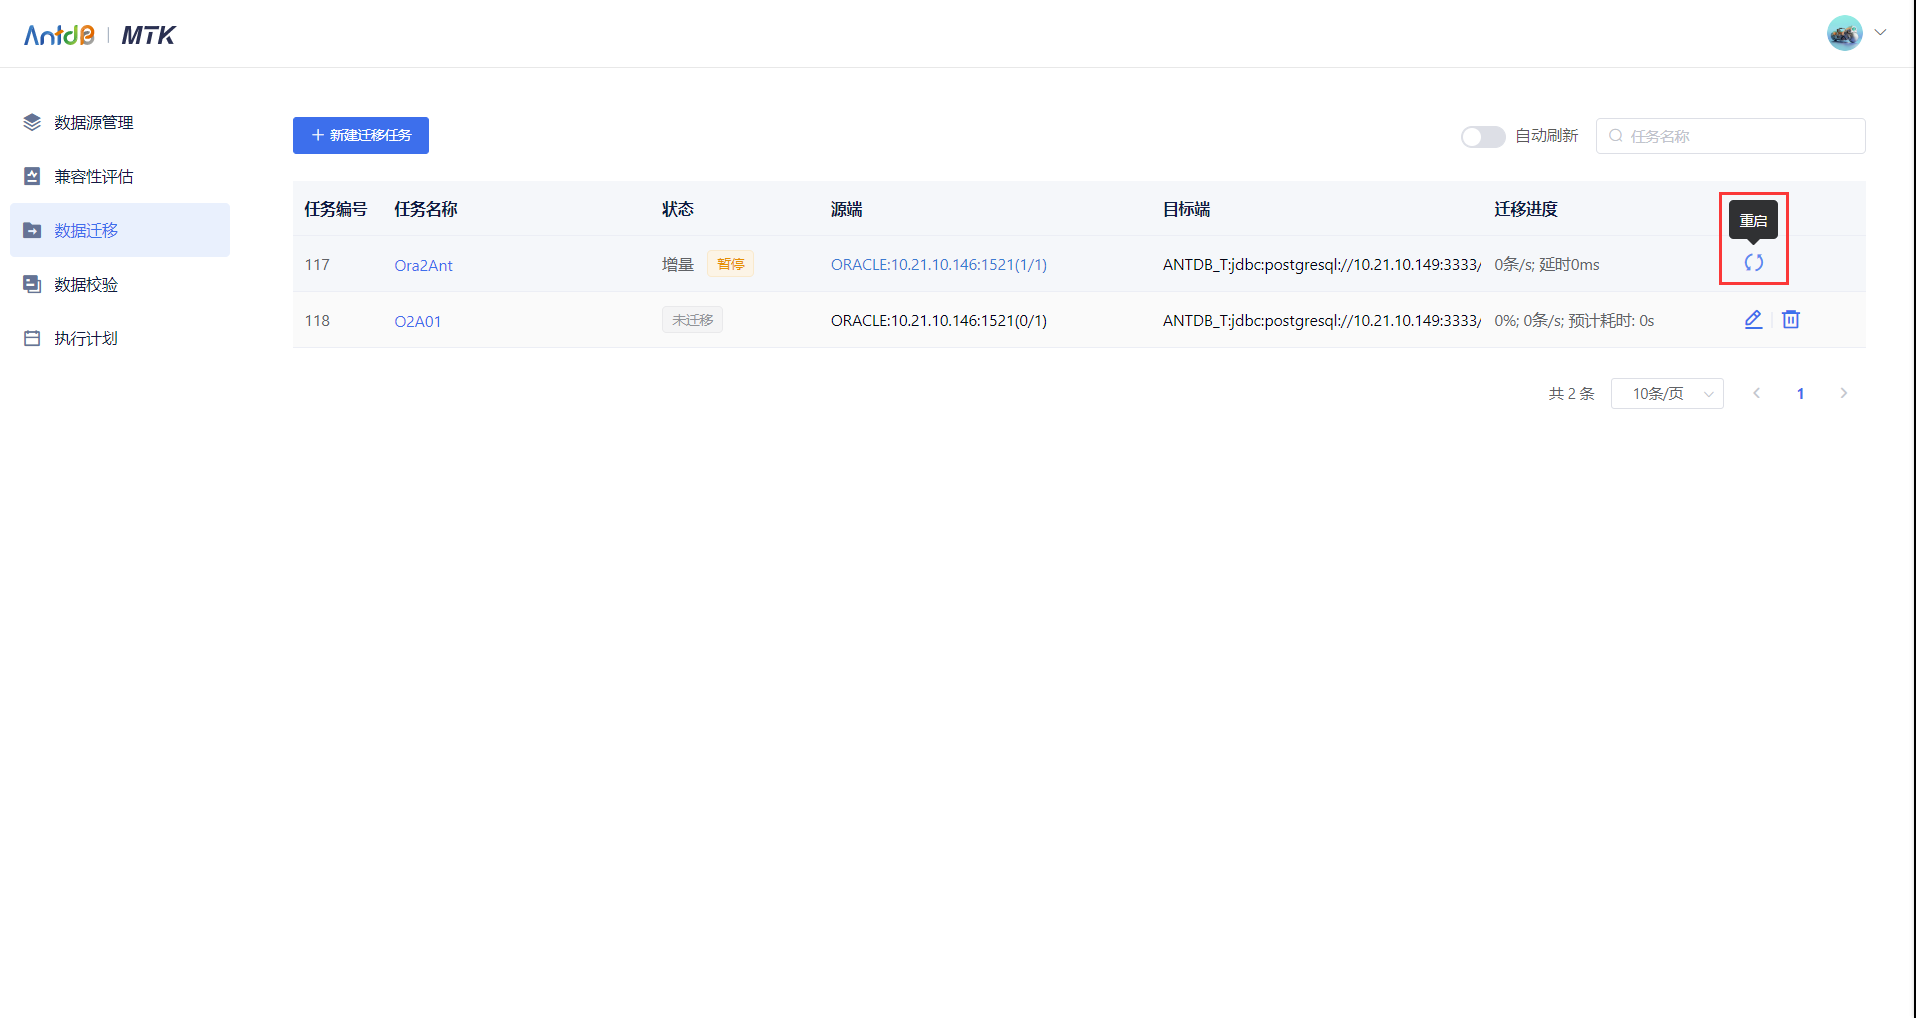 AntdB | MTK
数据源管理
兼容性评估
数据迁移
数据校验
执行计划
+ 新建迁移任务
自动刷新
任务名称
任务编号 任务名称 状态 源端 目标端 迁移进度
重启
117 Ora2Ant 增量 暂停 ORACLE:10.21.10.146:1521(1/1) ANTDB_T:jdbc:postgresql://10.21.10.149:3333/ 0条/s; 延时0ms
118 O2A01 未迁移 ORACLE:10.21.10.146:1521(0/1) ANTDB_T:jdbc:postgresql://10.21.10.149:3333/ 0%; 0条/s; 预计耗时: 0s
共 2 条 10条/页 1